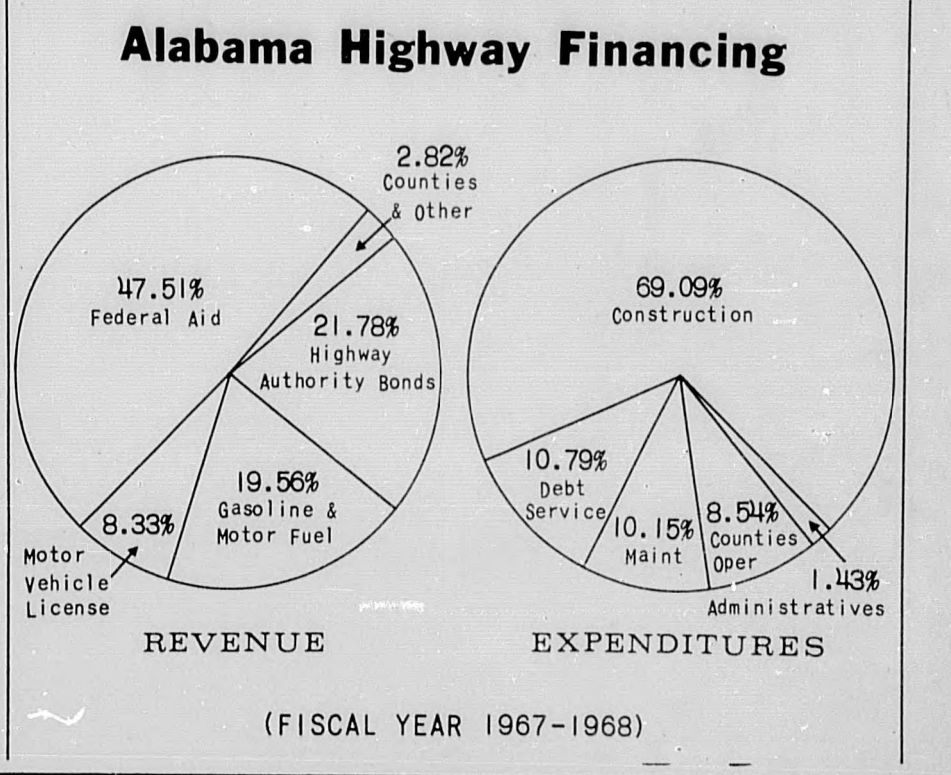 Alabama Highway Financing
2.82%
Counties
& Other
47.51%
Federal Aid
21.78%
Highway
Authority Bonds
19.56%
Gasoline &
Motor Fuel
8.33%
Motor
Vehicle
License
REVENUE
69.09%
Construction
10.79%
Debt
Service
10.15%
Maint
8.54%
Counties
Oper
1.43%
Administratives
EXPENDITURES
(FISCAL YEAR 1967-1968)